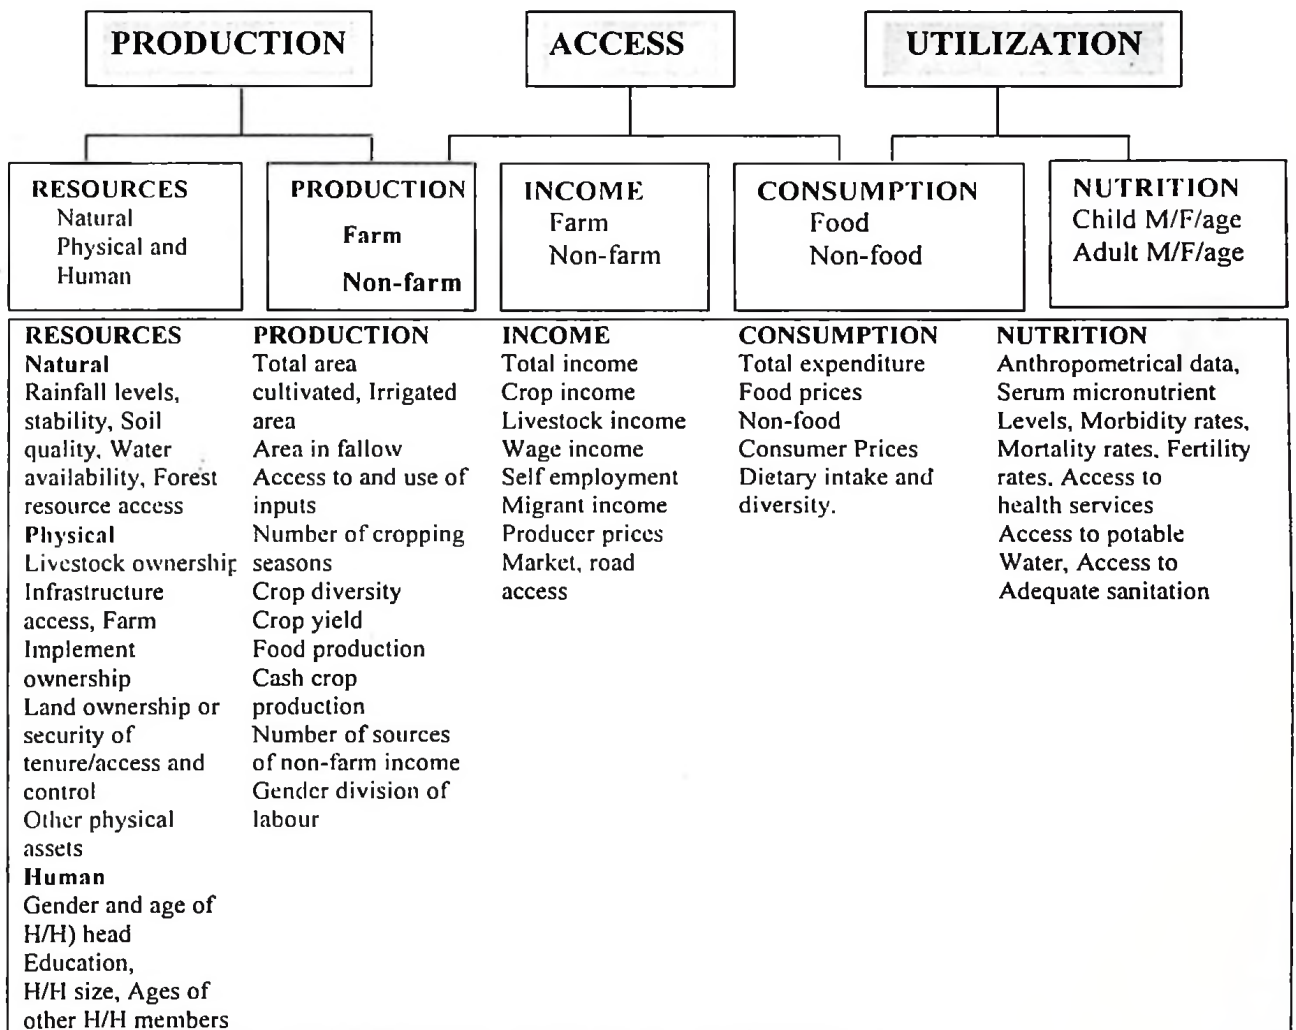 PRODUCTION
ACCESS
UTILIZATION
RESOURCES
Natural
Physical and
Human
PRODUCTION
Farm
Non-farm
INCOME
Farm
Non-farm
CONSUMPTION
Food
Non-food
NUTRITION
Child M/F/age
Adult M/F/age
RESOURCES
Natural
Rainfall levels,
stability, Soil
quality, Water
availability, Forest
resource access
Physical
Livestock ownership
Infrastructure
access, Farm
Implement
ownership
Land ownership or
security of
tenure/access and
control
Other physical
assets
Human
Gender and age of
H/H) head
Education,
H/H size, Ages of
other H/H members
PRODUCTION
Total area
cultivated, Irrigated
area
Area in fallow
Access to and use of
inputs
Number of cropping
seasons
Crop diversity
Crop yield
Food production
Cash crop
production
Number of sources
of non-farm income
Gender division of
labour
INCOME
Total income
Crop income
Livestock income
Wage income
Self employment
Migrant income
Producer prices
Market, road
access
CONSUMPTION
Total expenditure
Food prices
Non-food
Consumer Prices
Dietary intake and
diversity.
NUTRITION
Anthropometrical data,
Serum micronutrient
Levels, Morbidity rates,
Mortality rates, Fertility
rates, Access to
health services
Access to potable
Water, Access to
Adequate sanitation